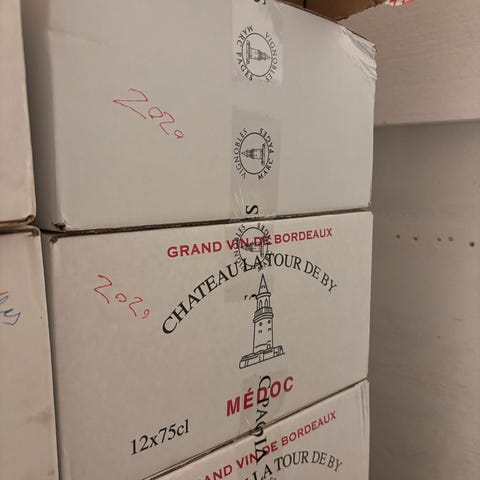 VIGNOBLES
MARC PAGES
2020
VIGNOBLES
MARC PAGES
GRAND VIN DE BORDEAUX
CHATEAU LA TOUR DE BY
2020
MÉDOC
12x75cl
GRAND VIN DE BORDEAUX
LA TOUR DE BY